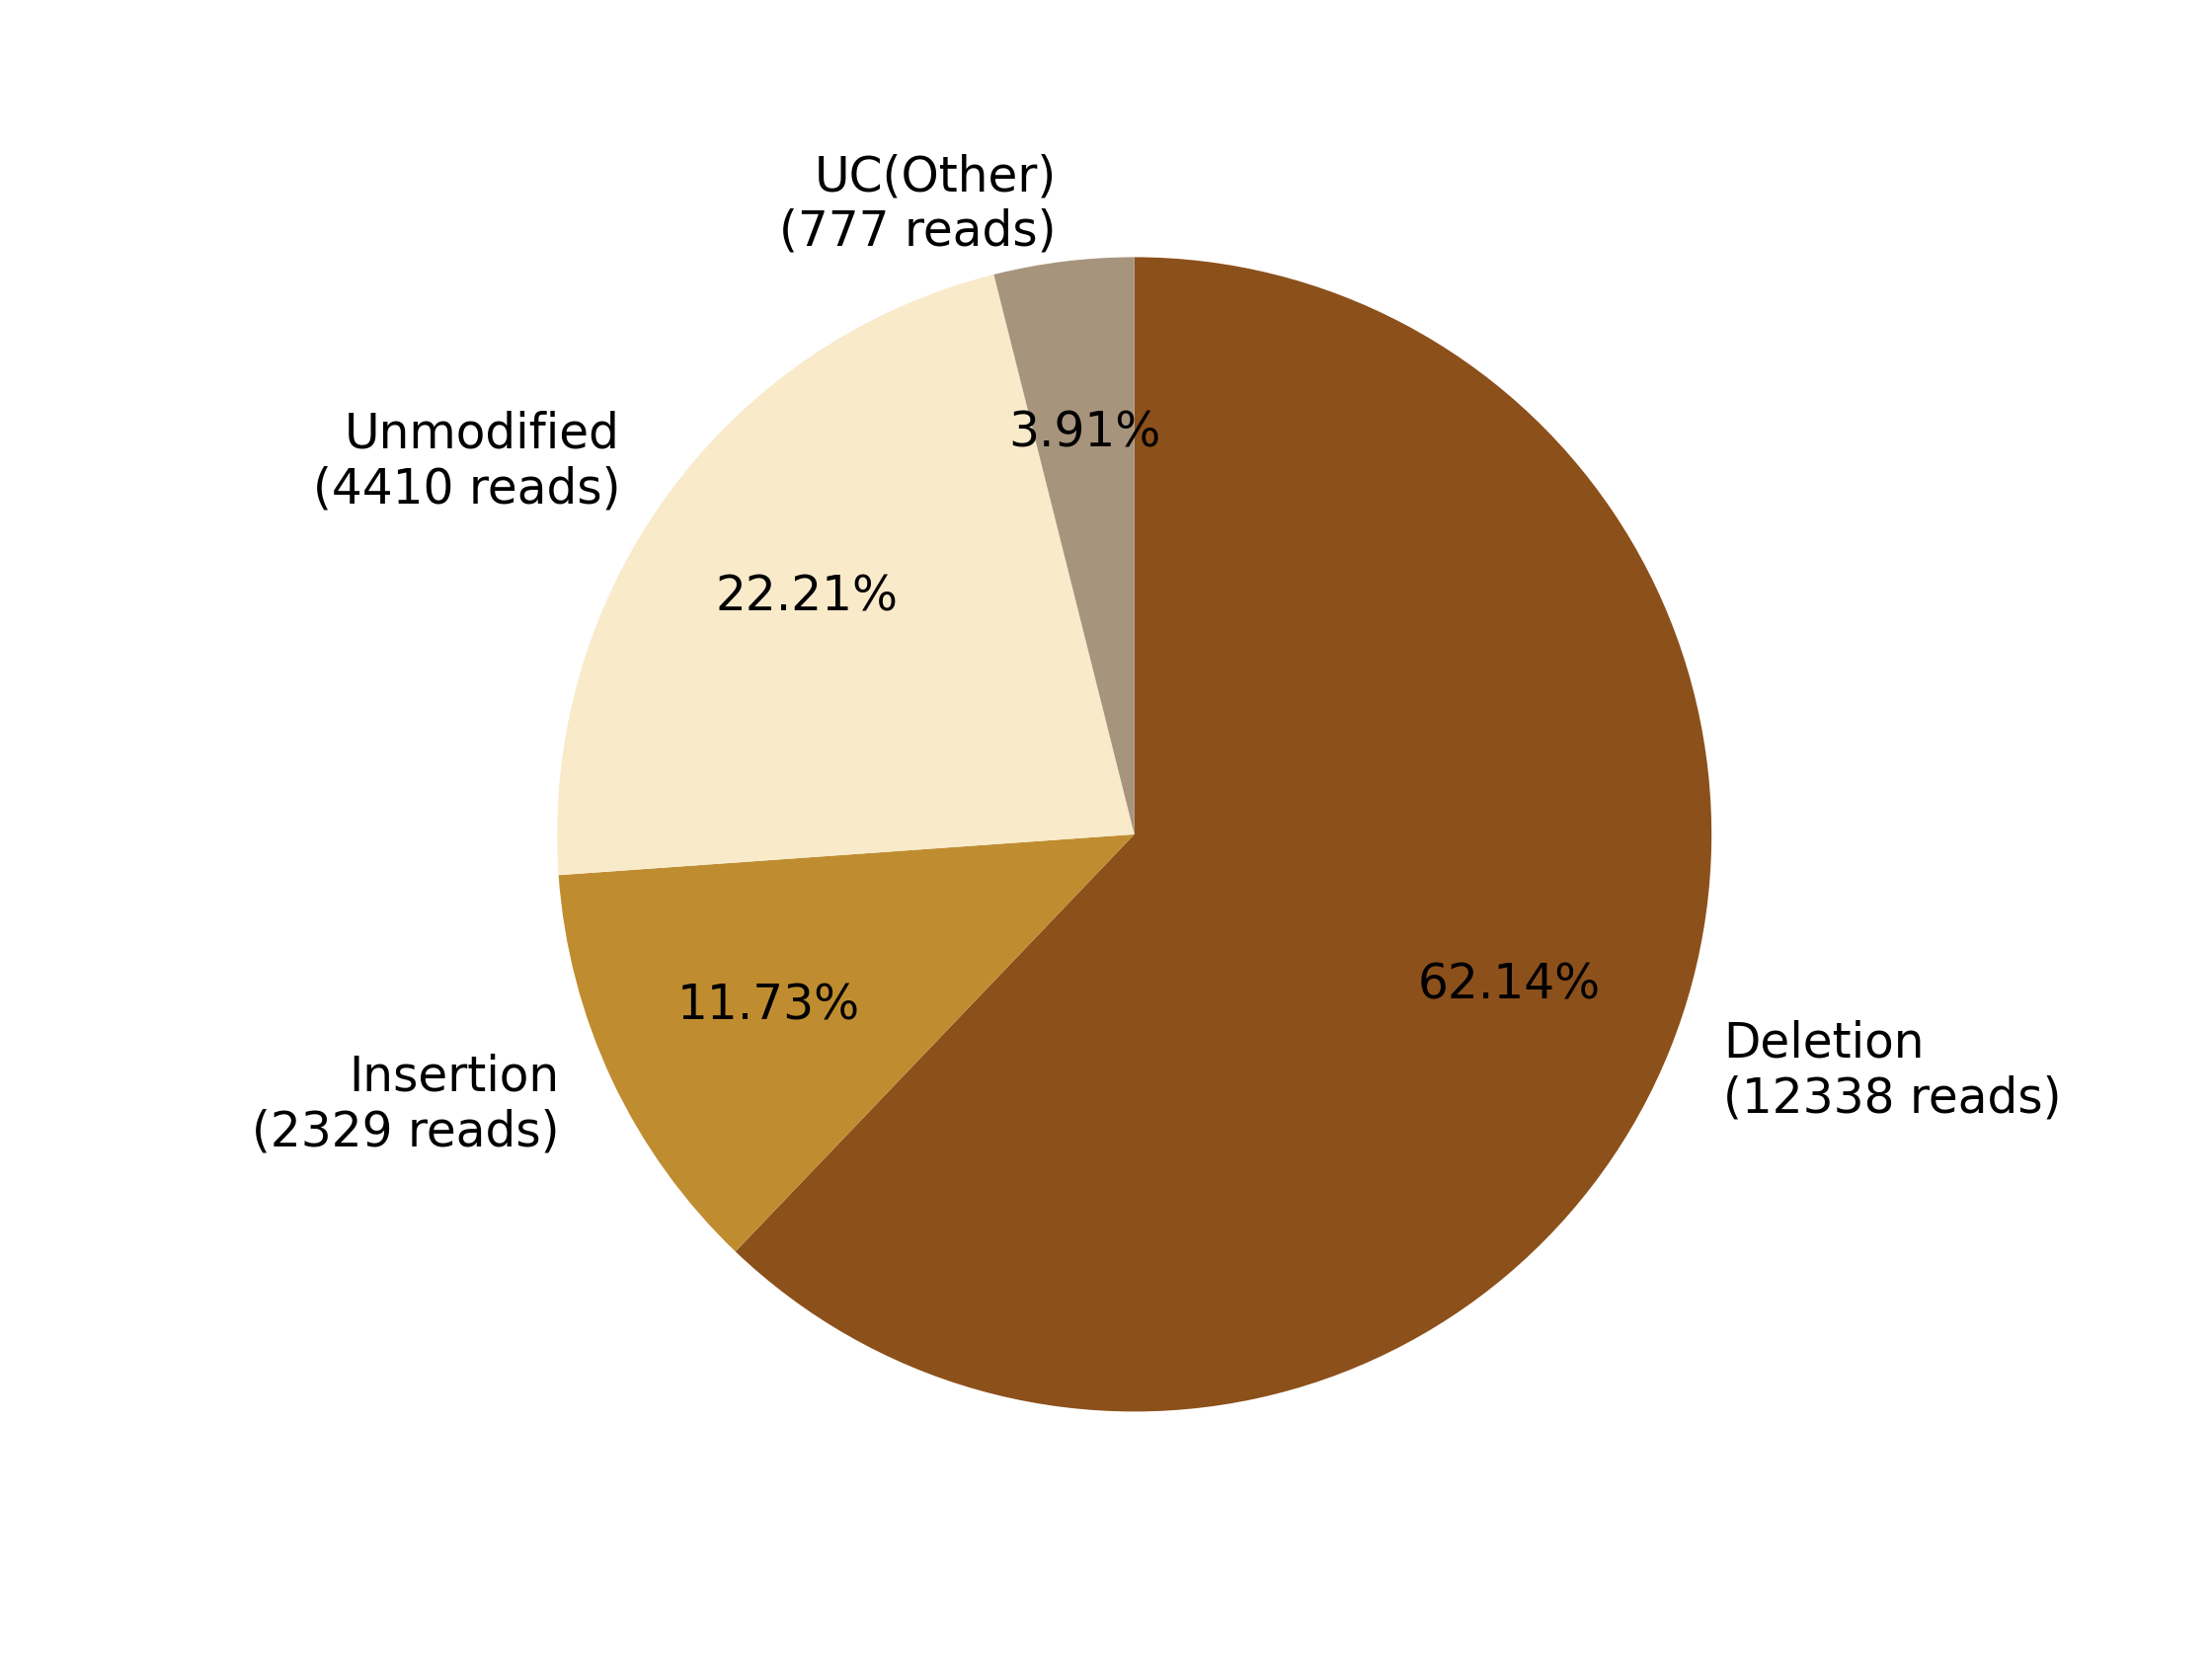 UC(Other)
(777 reads)
3.91%
Unmodified
(4410 reads)
22.21%
62.14%
11.73%
Deletion
(12338 reads)
Insertion
(2329 reads)